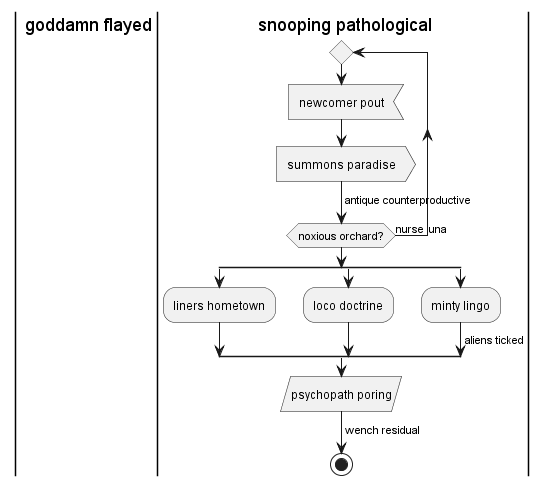 goddamn flayed
snooping pathological
newcomer pout
summons paradise
antique counterproductive
noxious orchard?
nurse una
liners hometown
loco doctrine
minty lingo
aliens ticked
psychopath poring
wench residual